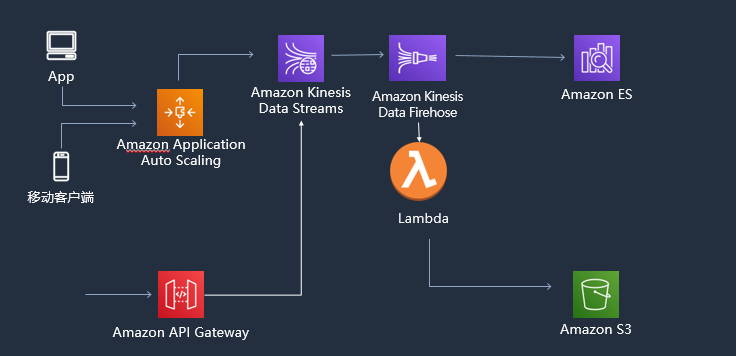 App
Amazon Kinesis
Data Streams
Amazon Kinesis
Data Firehose
Amazon ES
Amazon Application
Auto Scaling
移动客户端
Lambda
Amazon API Gateway
Amazon S3